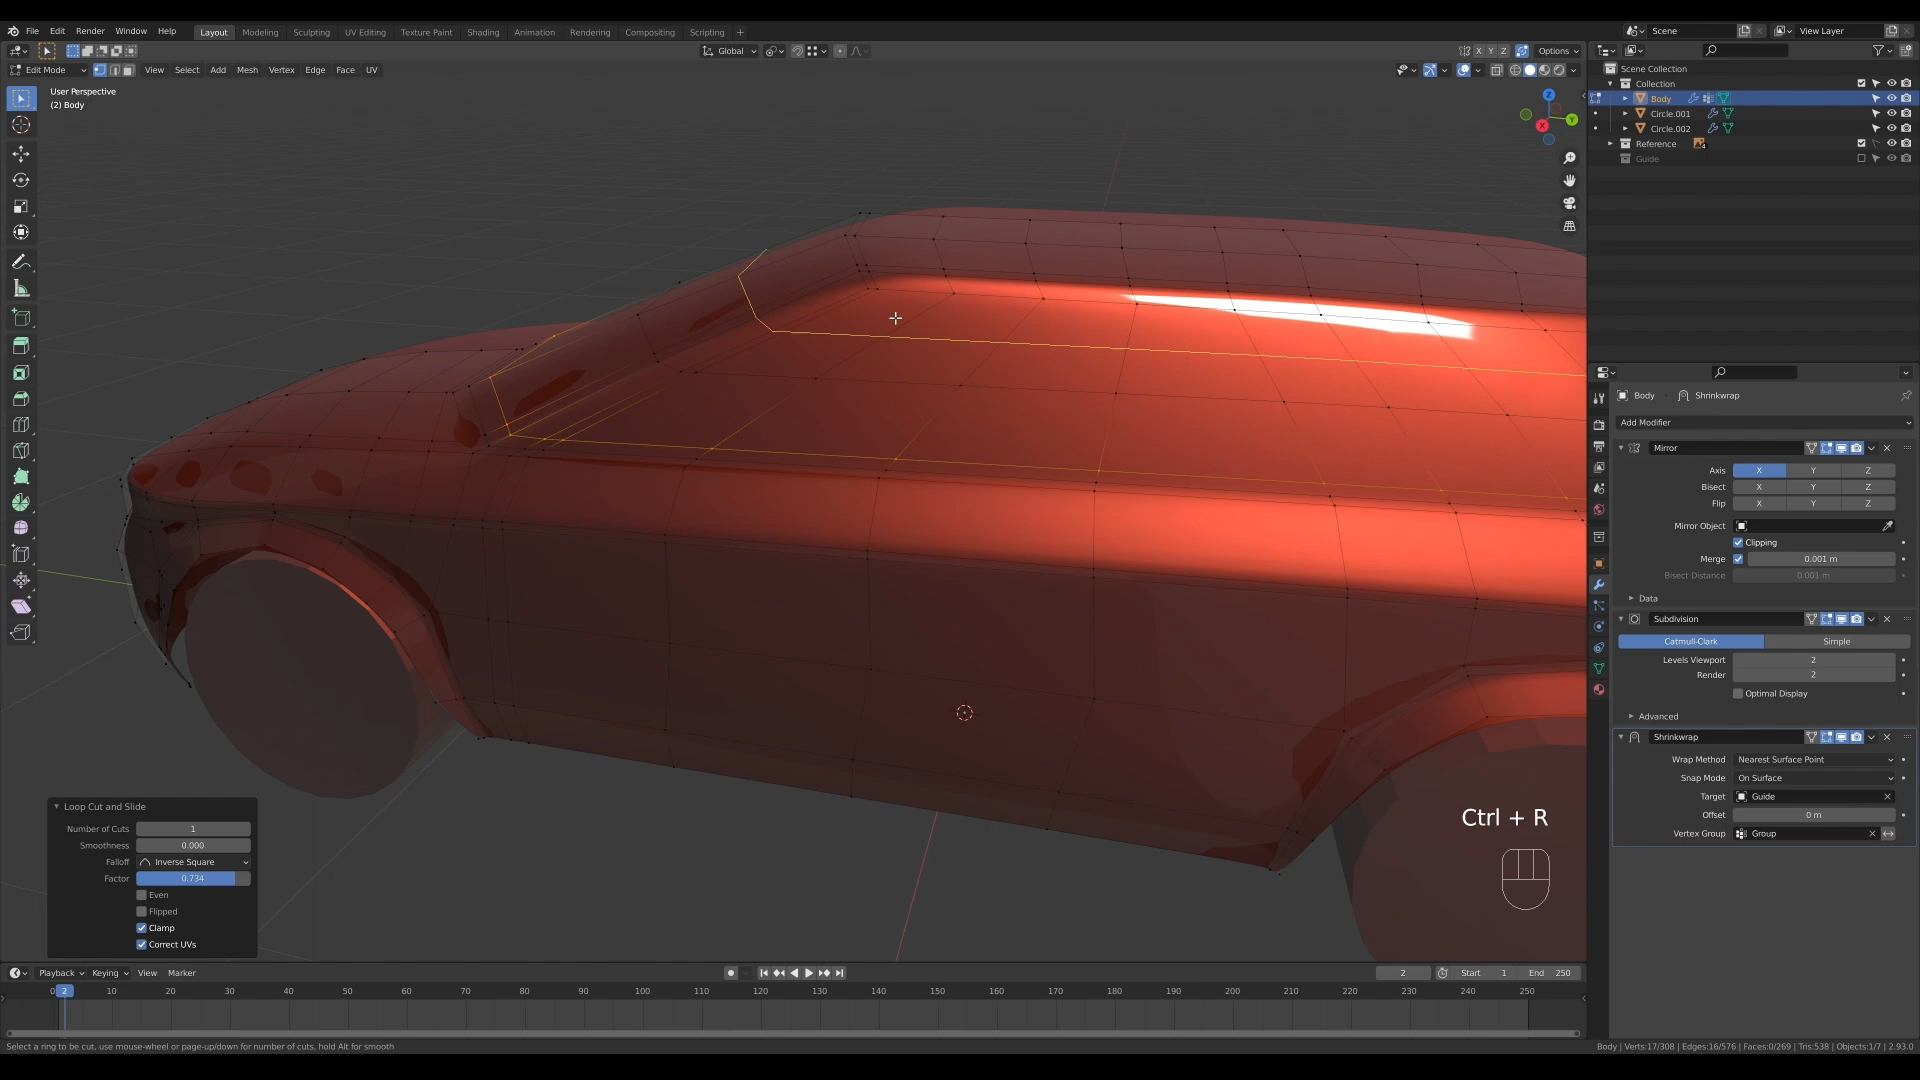 File Edit Render Window Help
Layout Modeling Sculpting UV Editing Texture Paint Shading Animation Rendering Compositing Scripting +
Scene
View Layer
Global
X Y Z
Options
Edit Mode
View Select Add Mesh Vertex Edge Face UV
User Perspective
(2) Body
Z
Y
X
Scene Collection
Collection
Body
Circle.001
Circle.002
Reference
Guide
Body
Shrinkwrap
Add Modifier
Mirror
Axis X Y Z
Bisect X Y Z
Flip X Y Z
Mirror Object
Clipping
Merge 0.001 m
Bisect Distance 0.001 m
Data
Subdivision
Catmull-Clark Simple
Levels Viewport 2
Render 2
Optimal Display
Advanced
Shrinkwrap
Wrap Method Nearest Surface Point
Snap Mode On Surface
Target Guide
Offset 0 m
Vertex Group Group
Ctrl + R
Loop Cut and Slide
Number of Cuts 1
Smoothness 0.000
Falloff Inverse Square
Factor 0.734
Even
Flipped
Clamp
Correct UVs
Playback Keying View Marker
2 Start 1 End 250
0 2 10 20 30 40 50 60 70 80 90 100 110 120 130 140 150 160 170 180 190 200 210 220 230 240 250
Select a ring to be cut, use mouse-wheel or page-up/down for number of cuts, hold Alt for smooth
Body | Verts:17/308 | Edges:16/576 | Faces:0/269 | Tris:538 | Objects:1/7 | 2.93.0